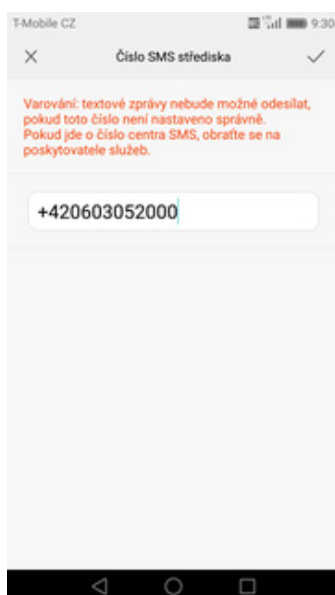 T-Mobile CZ 9:30
Číslo SMS střediska
Varování: textové zprávy nebude možné odesílat,
pokud toto číslo není nastaveno správně.
Pokud jde o číslo centra SMS, obraťte se na
poskytovatele služeb.
+420603052000